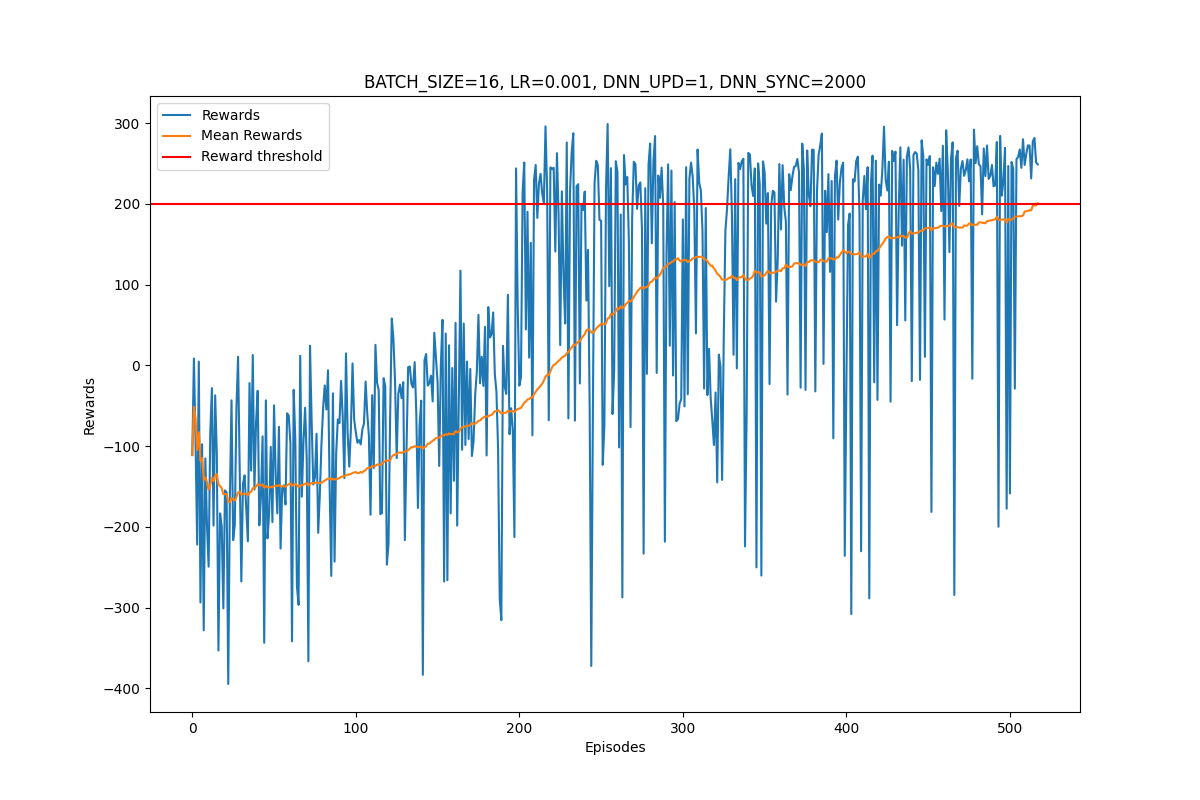 BATCH_SIZE=16, LR=0.001, DNN_UPD=1, DNN_SYNC=2000
Rewards
Mean Rewards
Reward threshold
300
200
100
0
−100
−200
−300
−400
Rewards
0 100 200 300 400 500
Episodes